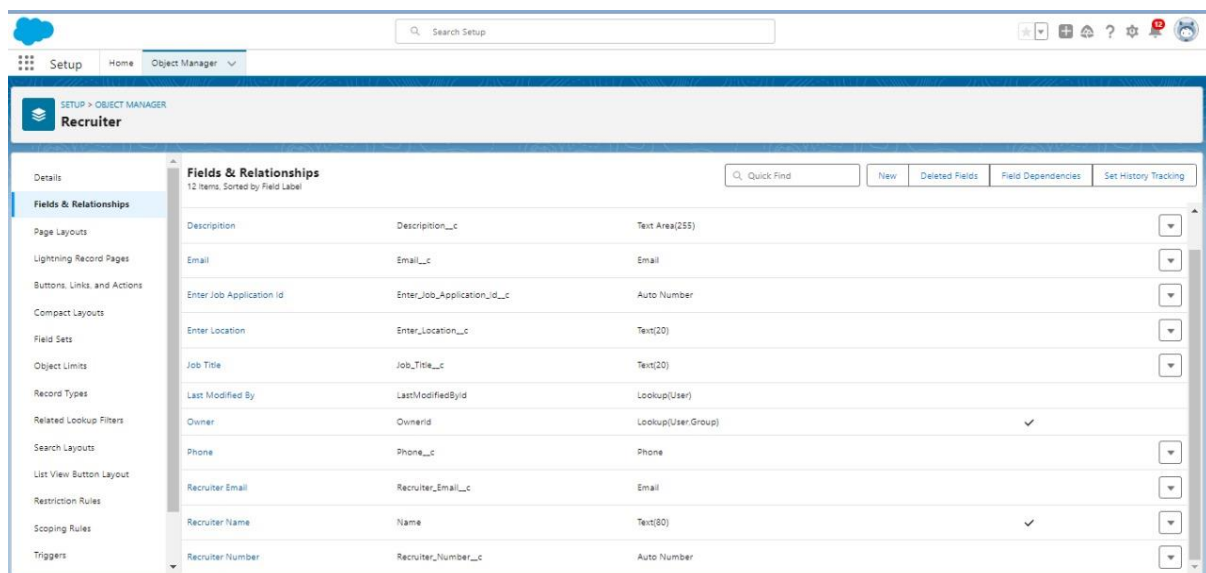 Search Setup
12
Setup Home Object Manager
SETUP > OBJECT MANAGER
Recruiter
Details
Fields & Relationships
Page Layouts
Lightning Record Pages
Buttons, Links, and Actions
Compact Layouts
Field Sets
Object Limits
Record Types
Related Lookup Filters
Search Layouts
List View Button Layout
Restriction Rules
Scoping Rules
Triggers
Fields & Relationships
12 Items, Sorted by Field Label
Quick Find New Deleted Fields Field Dependencies Set History Tracking
Descripition Descripition__c Text Area(255)
Email Email__c Email
Enter Job Application Id Enter_Job_Application_Id__c Auto Number
Enter Location Enter_Location__c Text(20)
Job Title Job_Title__c Text(20)
Last Modified By LastModifiedById Lookup(User)
Owner OwnerId Lookup(User,Group)
Phone Phone__c Phone
Recruiter Email Recruiter_Email__c Email
Recruiter Name Name Text(80)
Recruiter Number Recruiter_Number__c Auto Number